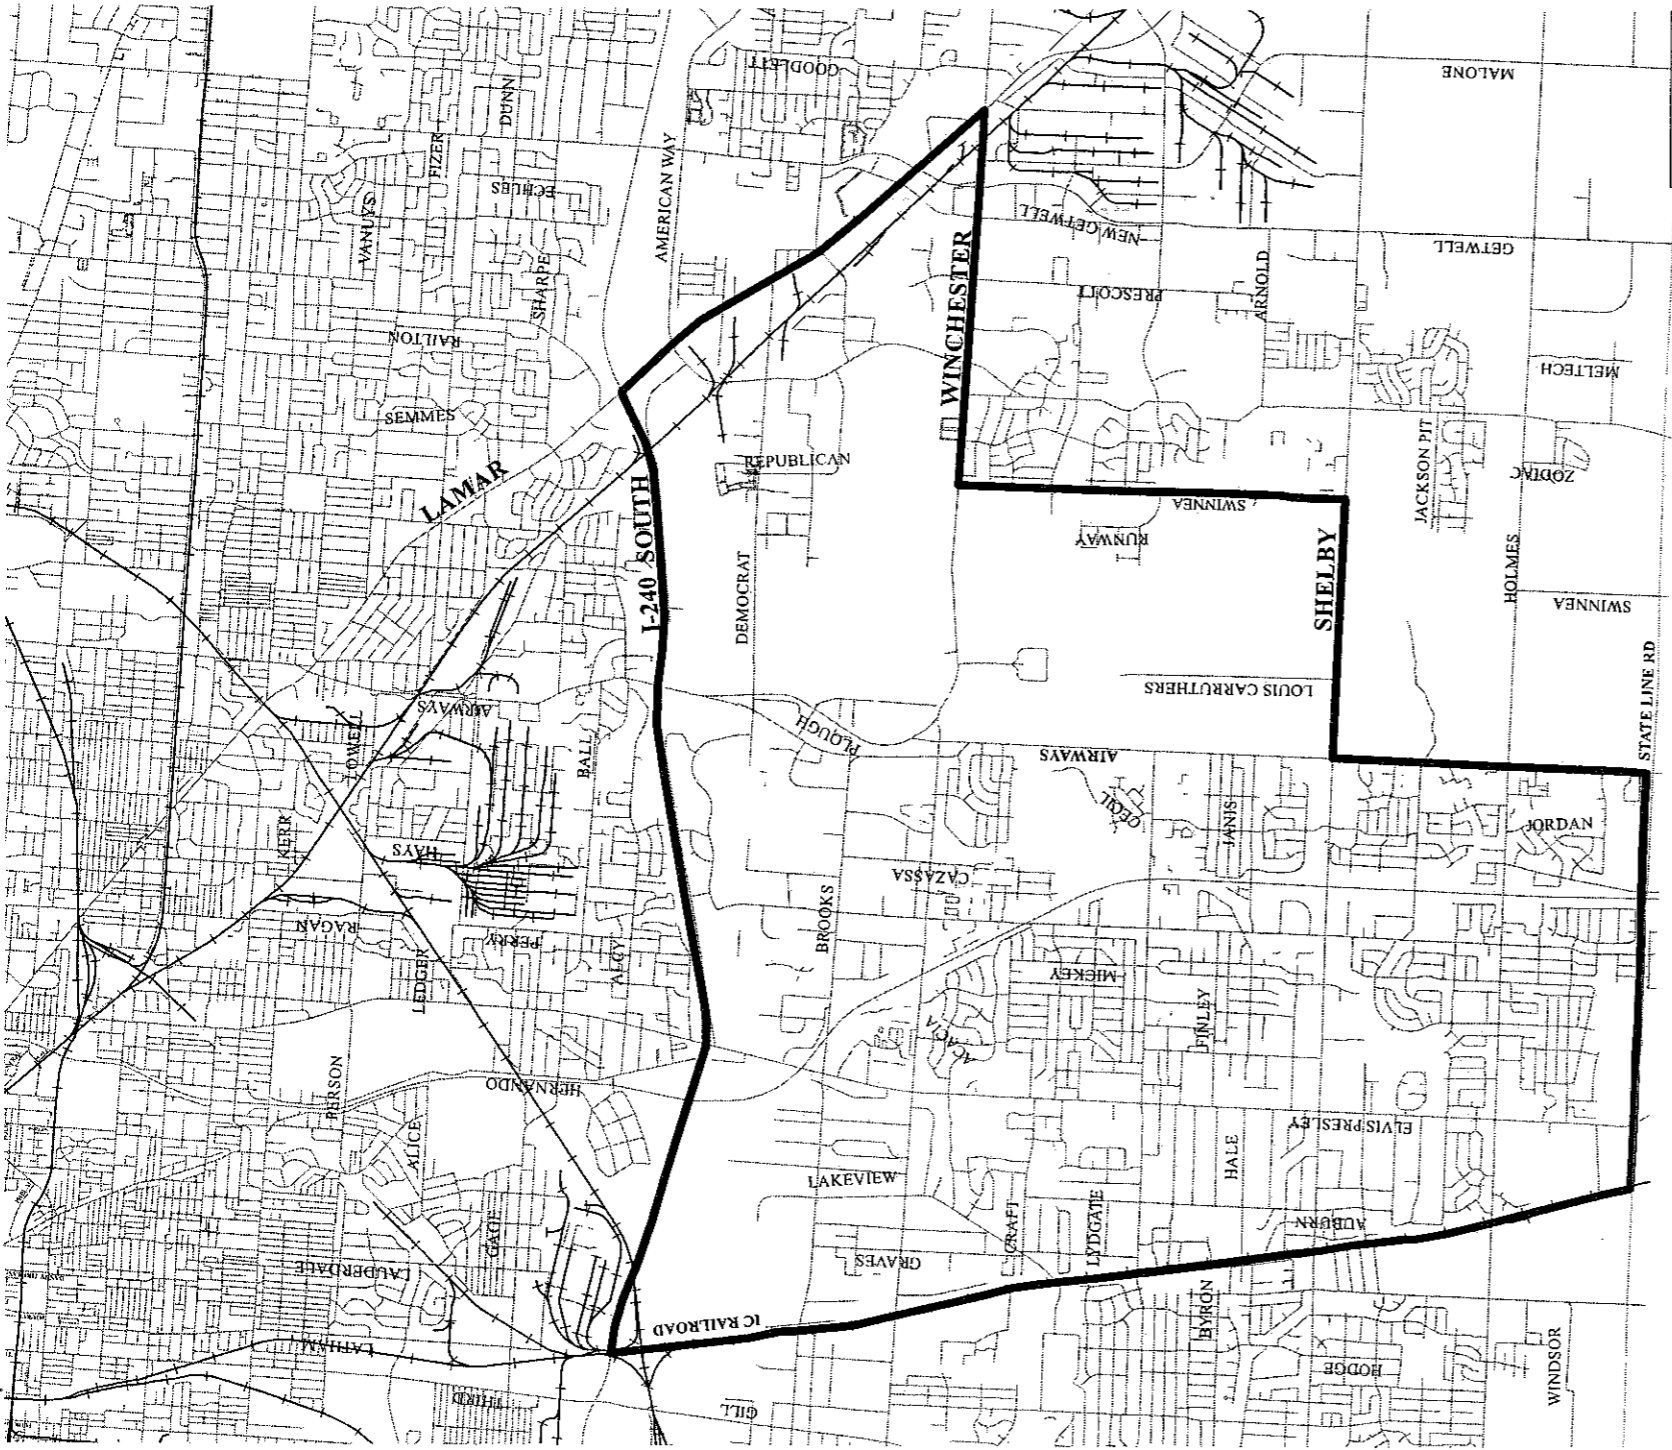 GOODLETT
MALONE
DUNN
FIZER
ECHLES
VANUYS
AMERICAN WAY
NEW GETWELL
GETWELL
SHARPE
WINCHESTER
PRESCOTT
ARNOLD
RAILTON
MELTECH
SEMMES
LAMAR
REPUBLICAN
JACKSON PIT
ZODIAC
I-240 SOUTH
SWINNEA
RUNWAY
SHELBY
HOLMES
DEMOCRAT
SWINNEA
STATE LINE RD
LOUIS CARRUTHERS
AIRWAYS
LOWELL
PLOUGH
AIRWAYS
BALL
KERR
HAYS
JANIS
JORDAN
CAZASSA
BROOKS
RAGAN
PERRY
LEDGER
ALCY
MICKEY
FINLEY
ACACIA
PERSON
HERNANDO
ALICE
ELVIS PRESLEY
HALE
LAKEVIEW
CRAFT
LYDGATE
AUBURN
GAGE
GRAVES
LAUDERDALE
IC RAILROAD
BYRON
LATHAM
HODGE
WINDSOR
THIRD
GILL